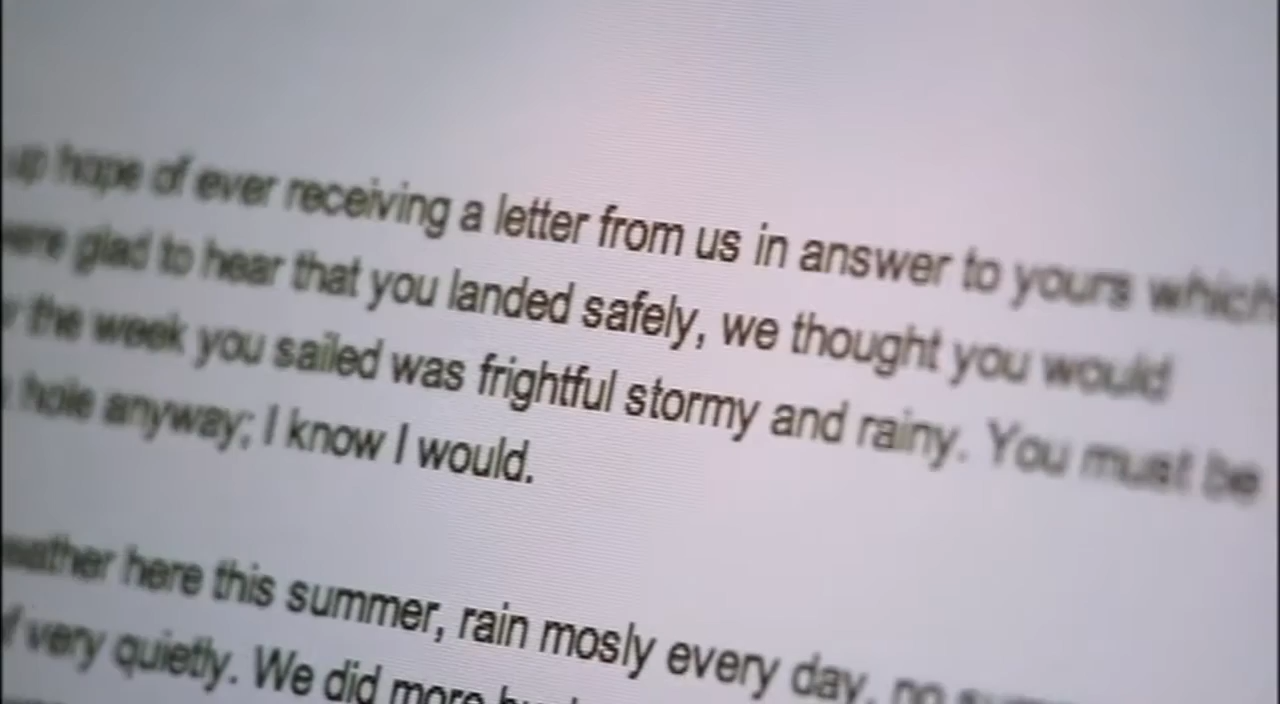 up hope of ever receiving a letter from us in answer to yours which
were glad to hear that you landed safely, we thought you would
the week you sailed was frightful stormy and rainy. You must be
hole anyway; I know I would.
weather here this summer, rain mosly every day, no
very quietly. We did more